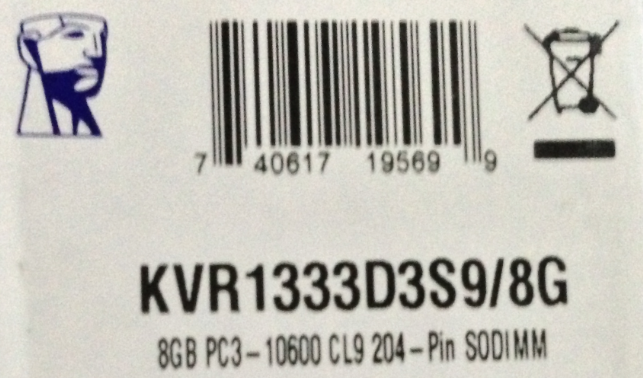 7 40617 19569 9
KVR1333D3S9/8G
8GB PC3-10600 CL9 204-Pin SODIMM